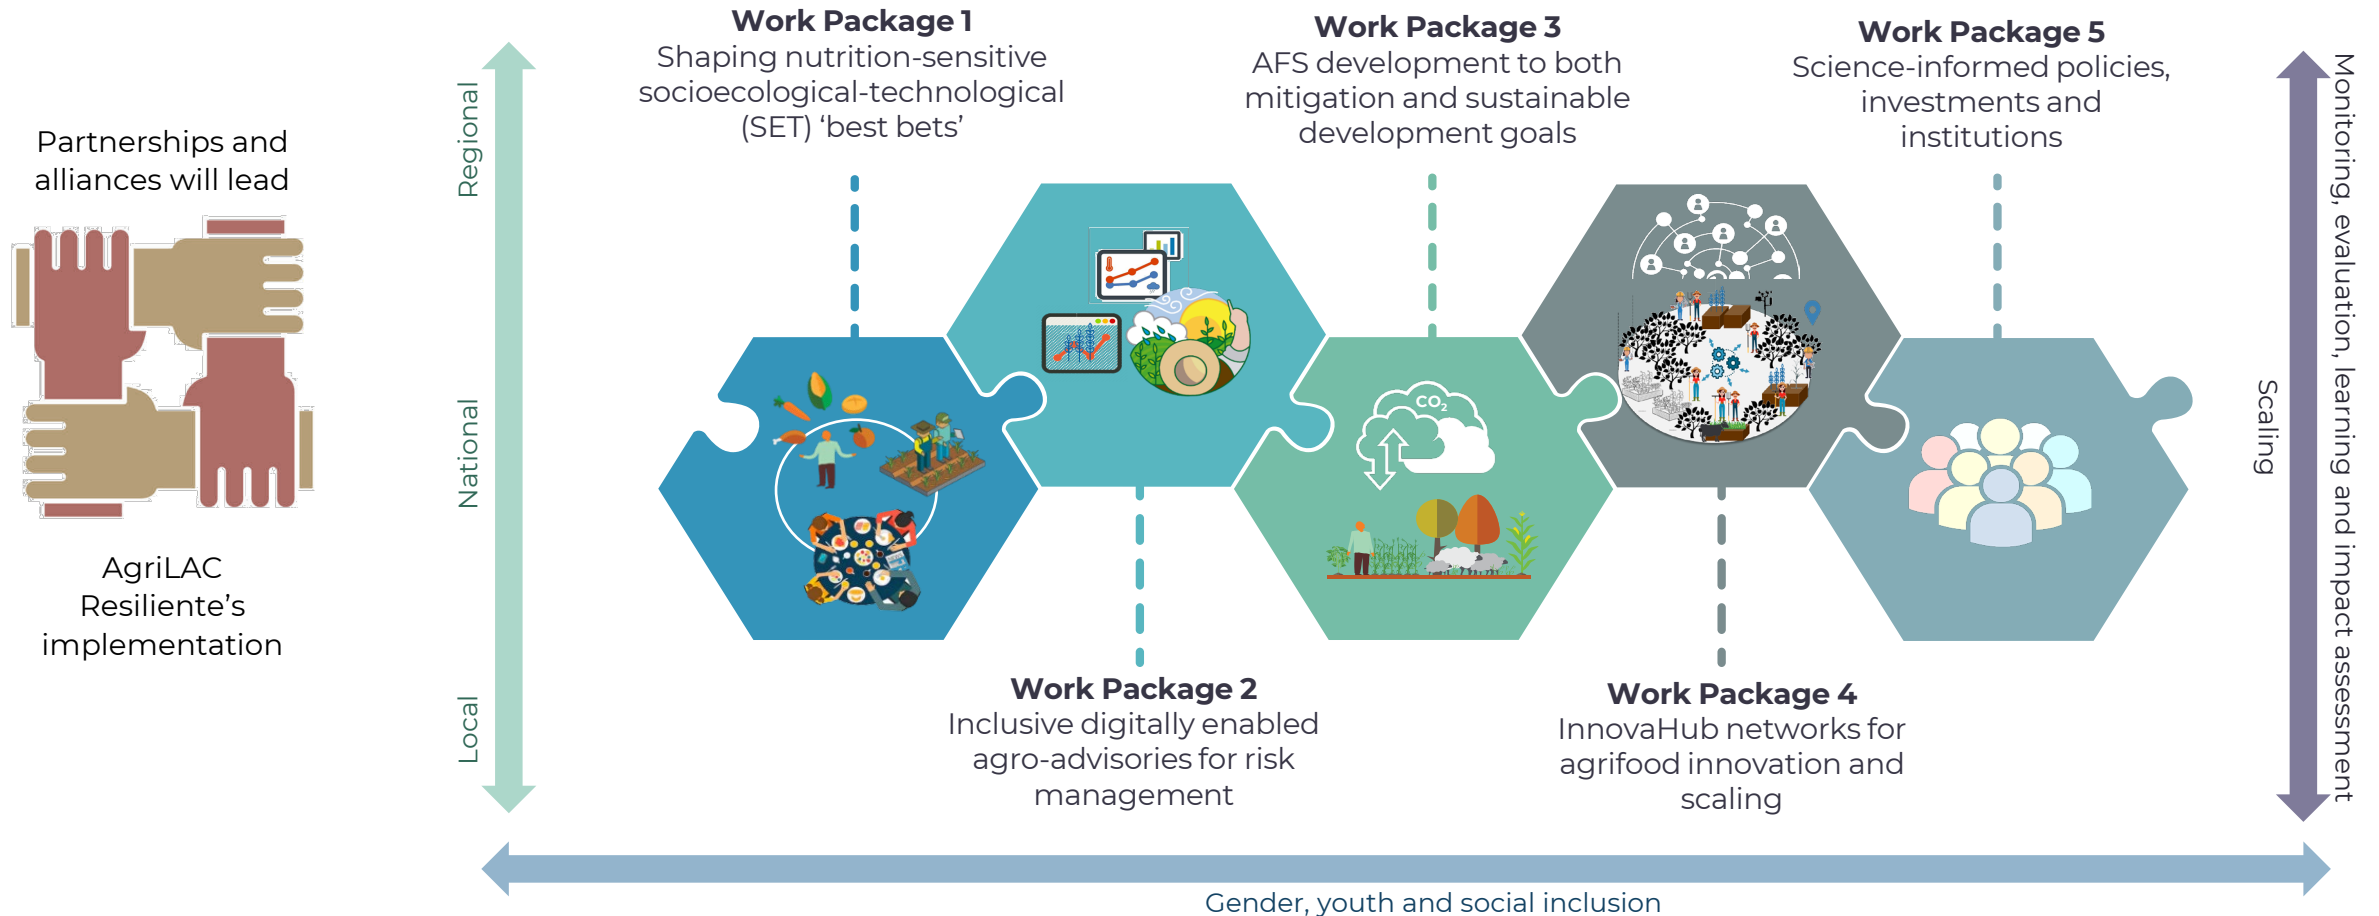 Partnerships and
alliances will lead
AgriLAC
Resiliente’s
implementation
Regional
National
Local
Work Package 1
Shaping nutrition-sensitive
socioecological-technological
(SET) ‘best bets’
Work Package 3
AFS development to both
mitigation and sustainable
development goals
Work Package 5
Science-informed policies,
investments and
institutions
CO₂
Work Package 2
Inclusive digitally enabled
agro-advisories for risk
management
Work Package 4
InnovaHub networks for
agrifood innovation and
scaling
Scaling
Monitoring, evaluation, learning and impact assessment
Gender, youth and social inclusion